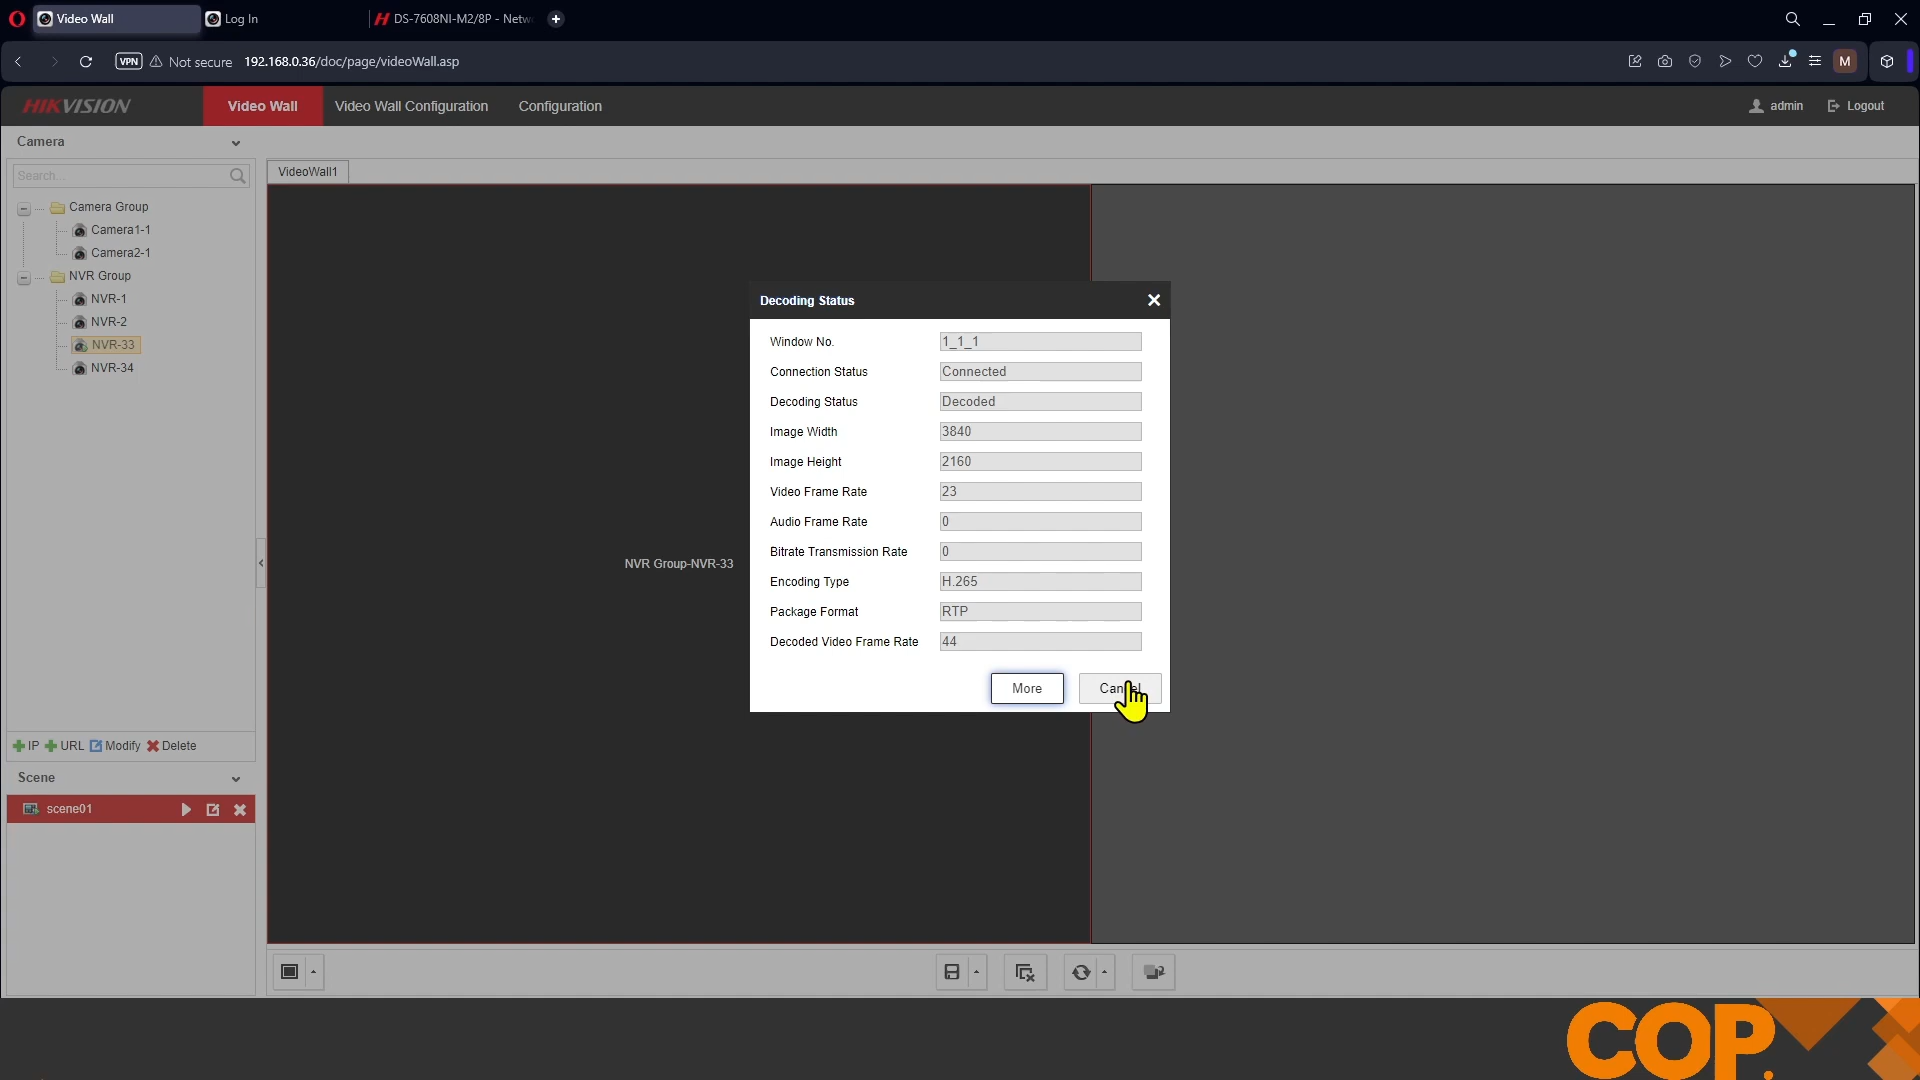 Video Wall
Log In
DS-7608NI-M2/8P - Netw
VPN
Not secure
192.168.0.36/doc/page/videoWall.asp
M
HIKVISION
Video Wall
Video Wall Configuration
Configuration
admin
Logout
Camera
Search...
VideoWall1
Camera Group
Camera1-1
Camera2-1
NVR Group
NVR-1
NVR-2
NVR-33
NVR-34
NVR Group-NVR-33
Decoding Status
Window No. 1_1_1
Connection Status Connected
Decoding Status Decoded
Image Width 3840
Image Height 2160
Video Frame Rate 23
Audio Frame Rate 0
Bitrate Transmission Rate 0
Encoding Type H.265
Package Format RTP
Decoded Video Frame Rate 44
More
Cancel
IP
URL
Modify
Delete
Scene
scene01
COP.